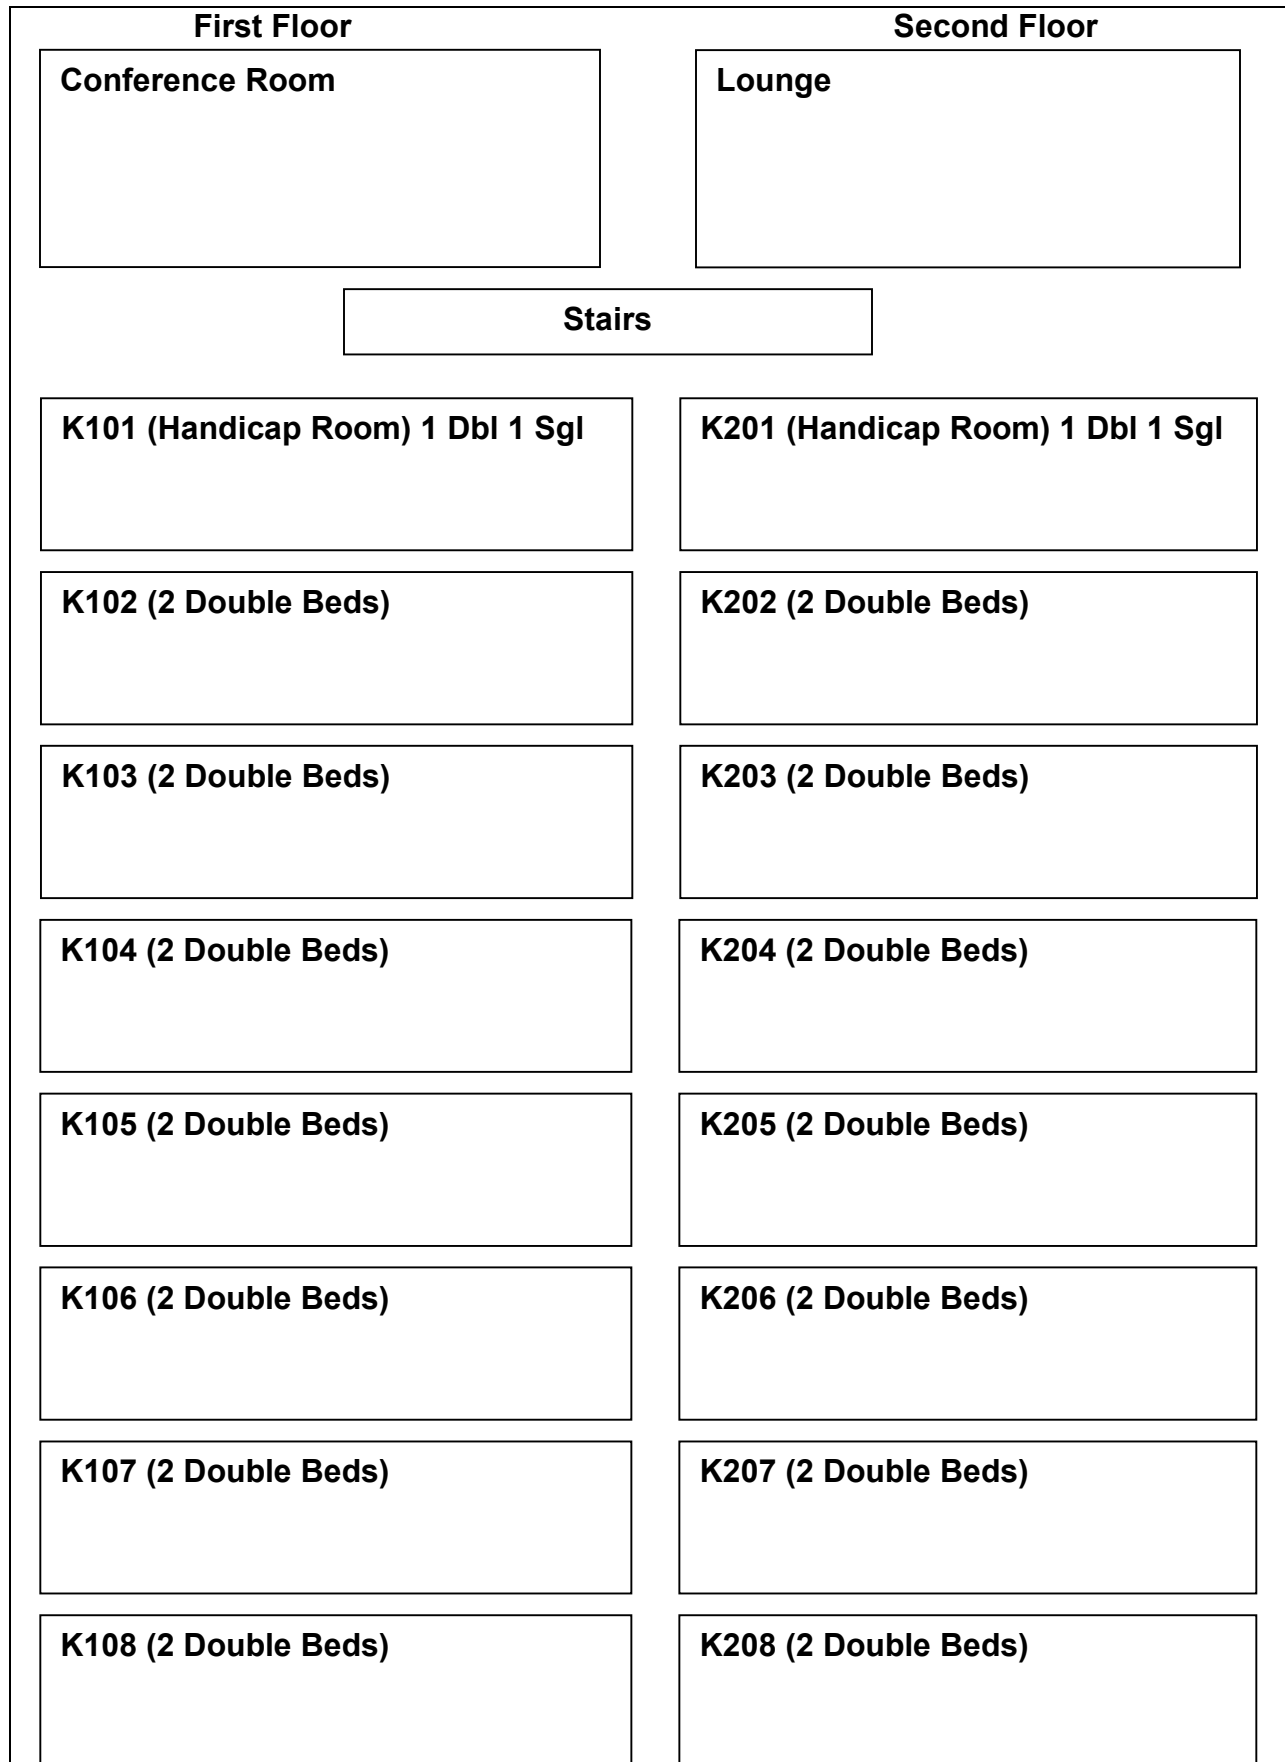 First Floor
Second Floor
Conference Room
Lounge
Stairs
K101 (Handicap Room) 1 Dbl 1 Sgl
K201 (Handicap Room) 1 Dbl 1 Sgl
K102 (2 Double Beds)
K202 (2 Double Beds)
K103 (2 Double Beds)
K203 (2 Double Beds)
K104 (2 Double Beds)
K204 (2 Double Beds)
K105 (2 Double Beds)
K205 (2 Double Beds)
K106 (2 Double Beds)
K206 (2 Double Beds)
K107 (2 Double Beds)
K207 (2 Double Beds)
K108 (2 Double Beds)
K208 (2 Double Beds)